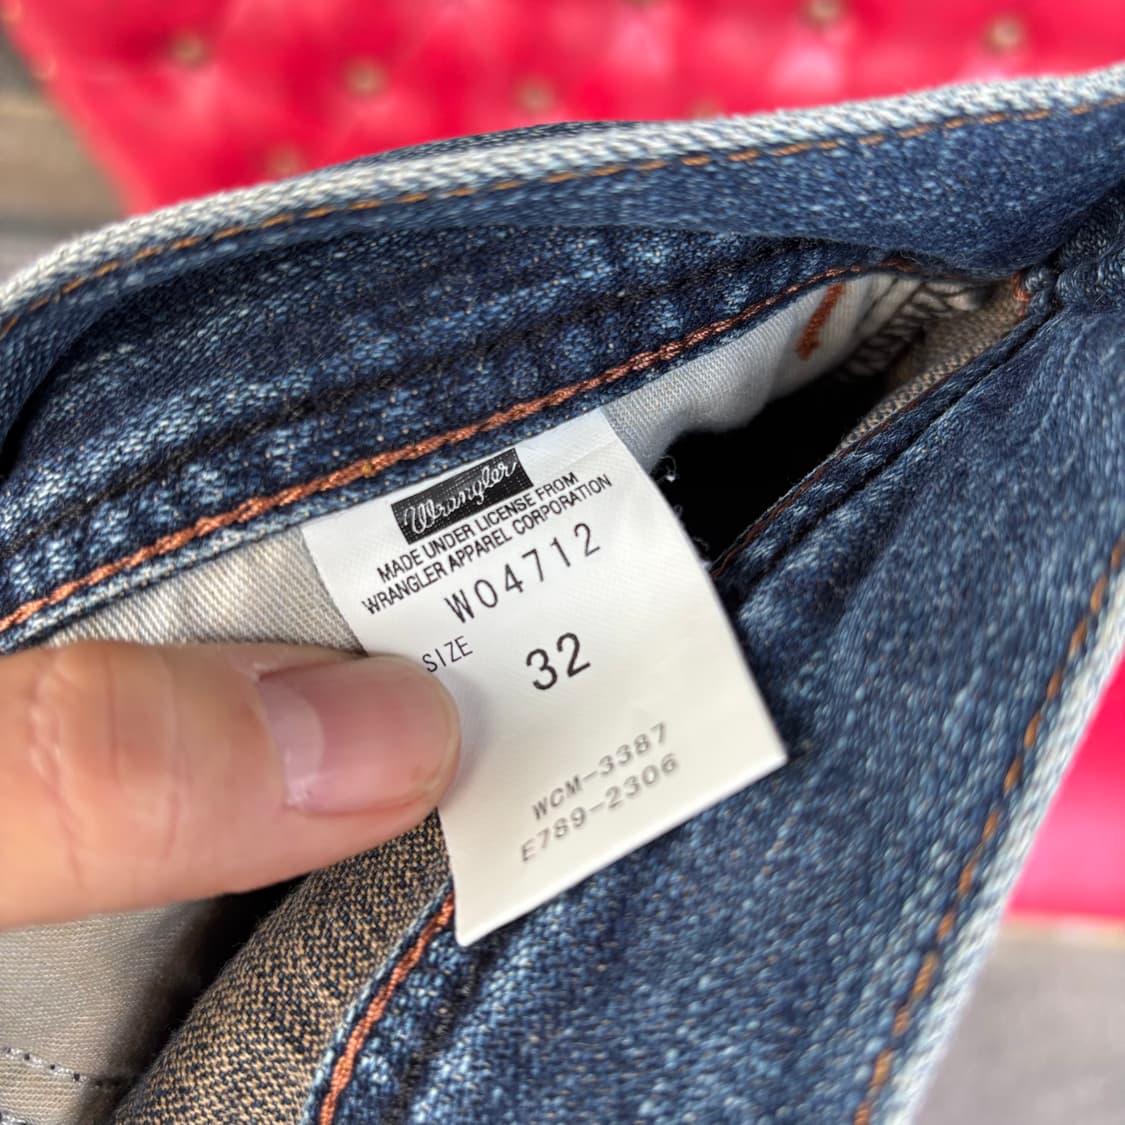 Wrangler
MADE UNDER LICENSE FROM
WRANGLER APPAREL CORPORATION
W04712
SIZE 32
WCM-3387
E789-2306